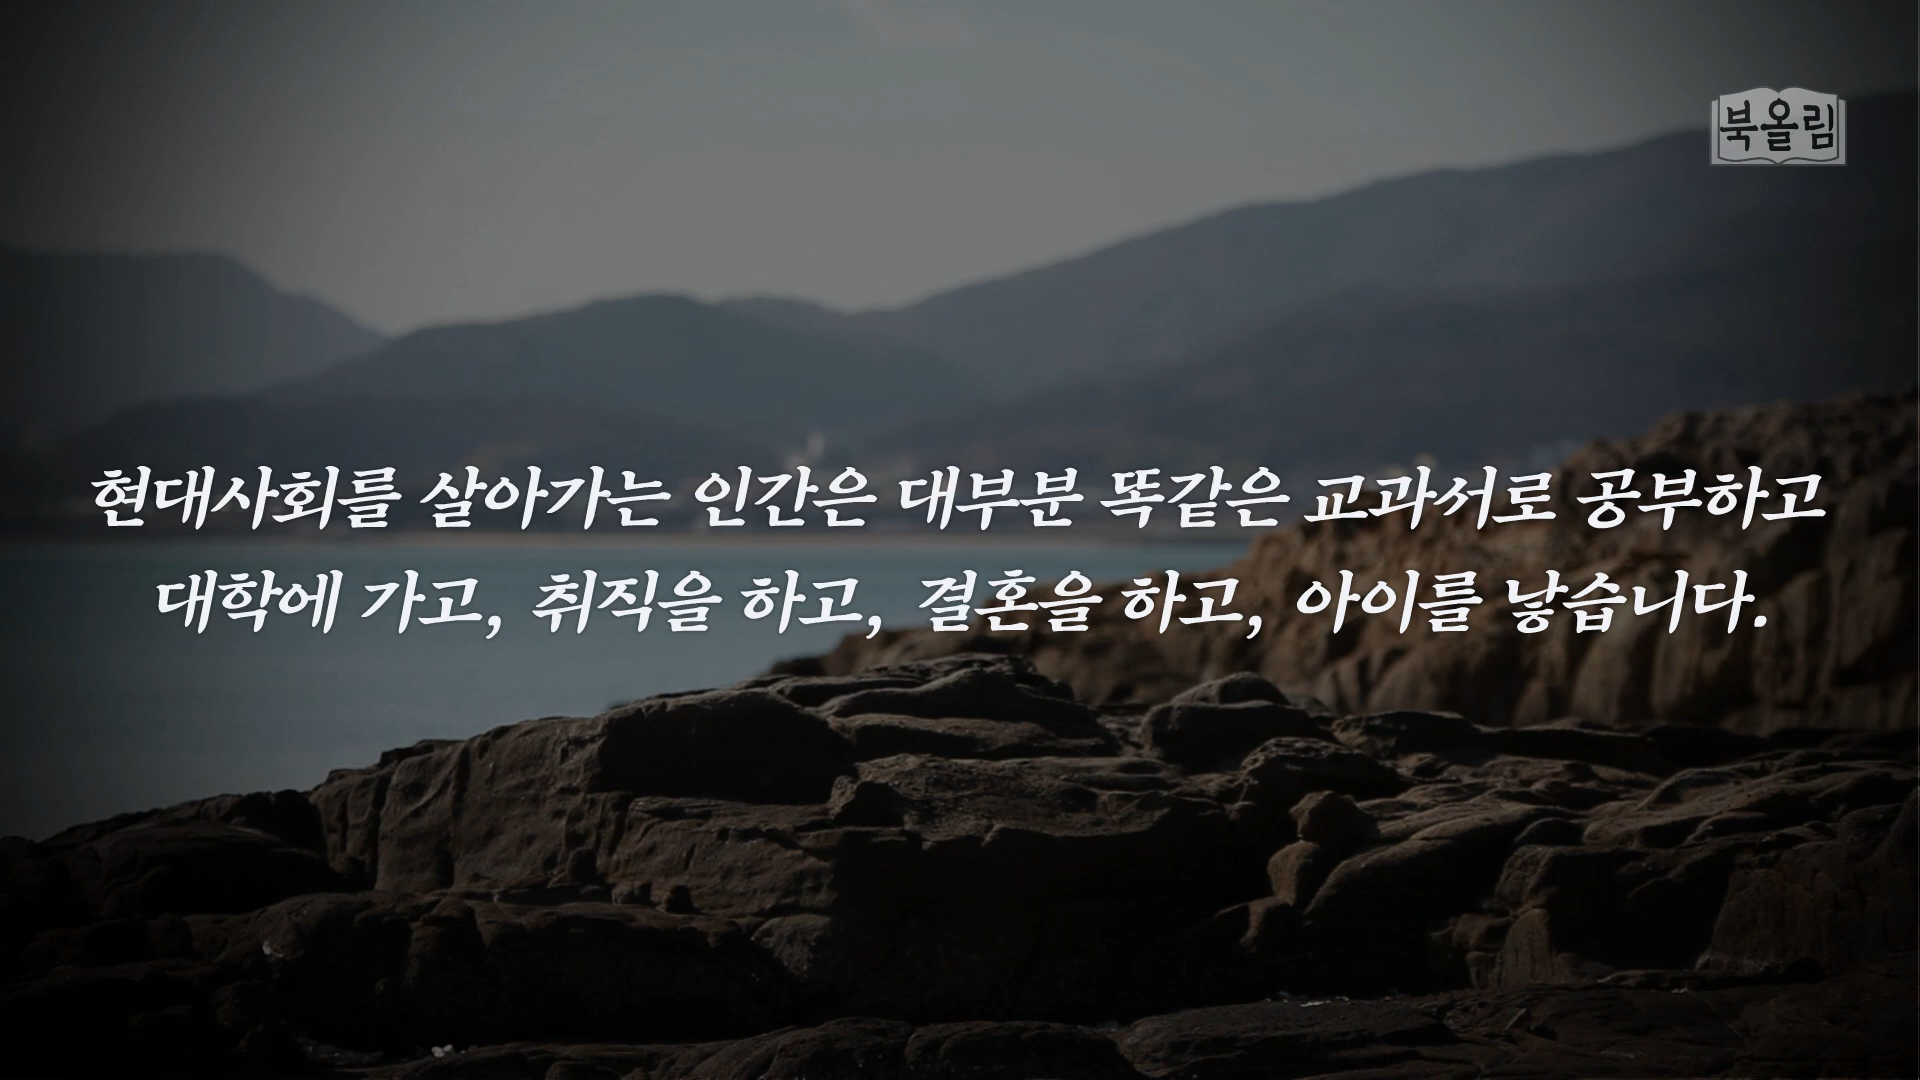 북올림
현대사회를 살아가는 인간은 대부분 똑같은 교과서로 공부하고
대학에 가고, 취직을 하고, 결혼을 하고, 아이를 낳습니다.